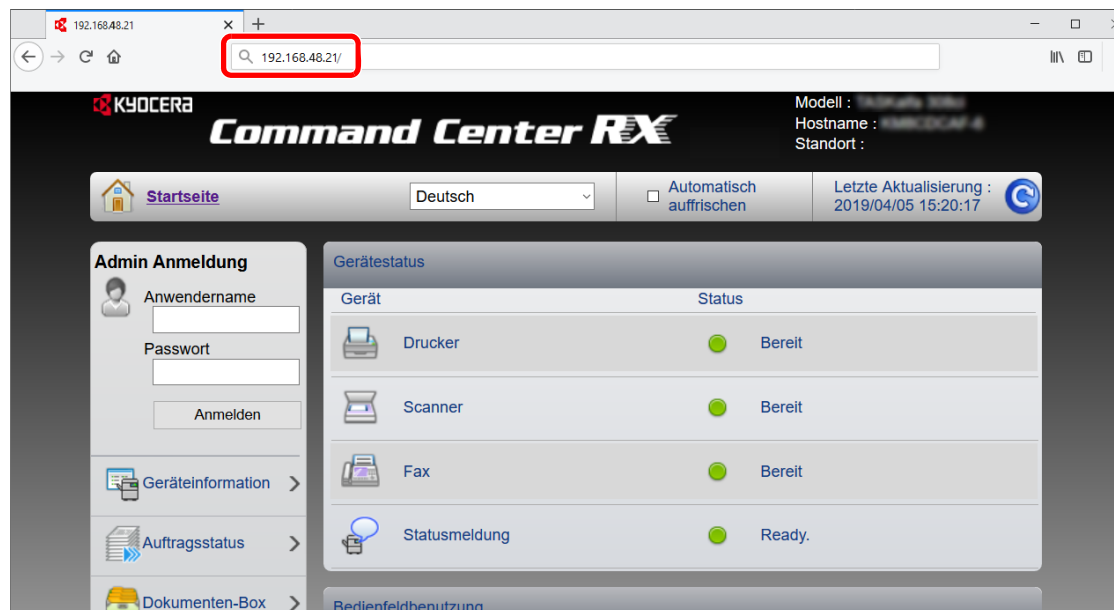 192.168.48.21
192.168.48.21/
KYOCERA
Command Center RX
Modell :
Hostname :
Standort :
Startseite
Deutsch
Automatisch
auffrischen
Letzte Aktualisierung :
2019/04/05 15:20:17
Admin Anmeldung
Anwendername
Passwort
Anmelden
Geräteinformation
Auftragsstatus
Dokumenten-Box
Gerätestatus
Gerät Status
Drucker Bereit
Scanner Bereit
Fax Bereit
Statusmeldung Ready.
Bedienfeldbenutzung